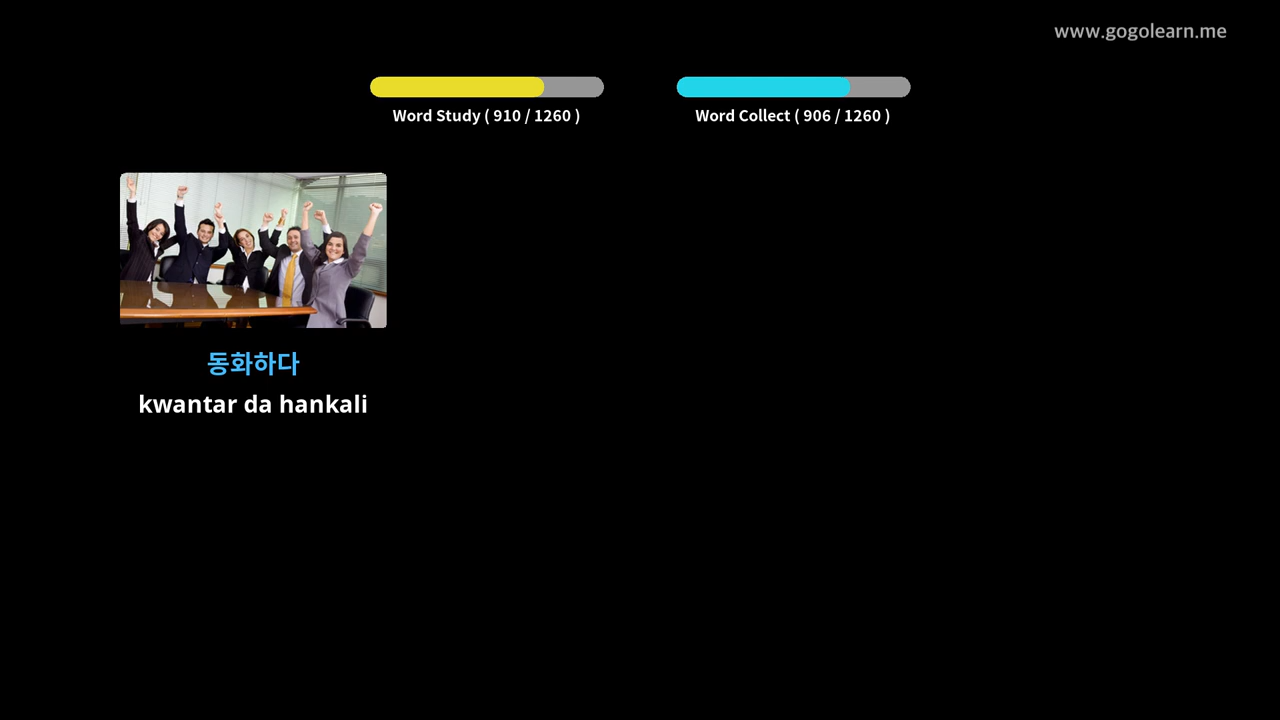 www.gogolearn.me
Word Study ( 910 / 1260 )
Word Collect ( 906 / 1260 )
동화하다
kwantar da hankali